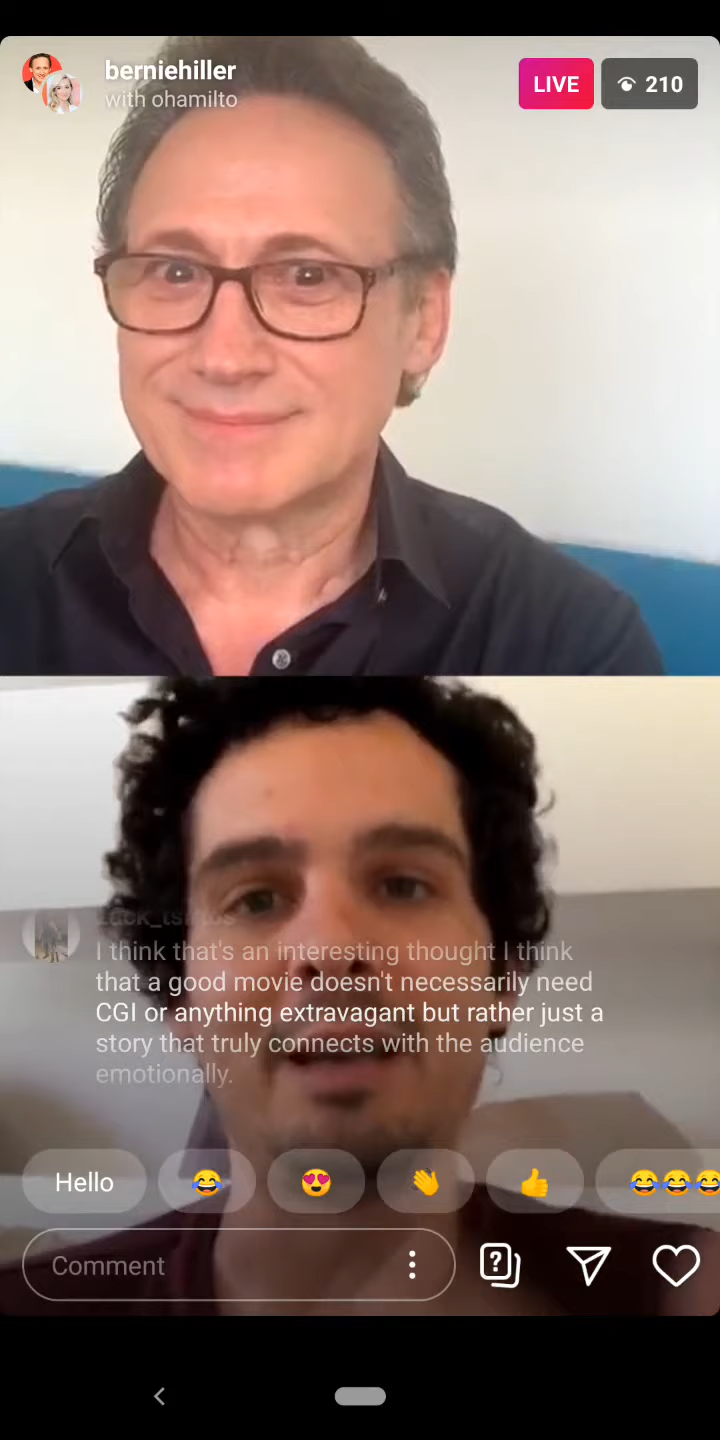 berniehiller
with ohamilto
LIVE
210
I think that's an interesting thought I think
that a good movie doesn't necessarily need
CGI or anything extravagant but rather just a
story that truly connects with the audience
emotionally.
Hello
Comment